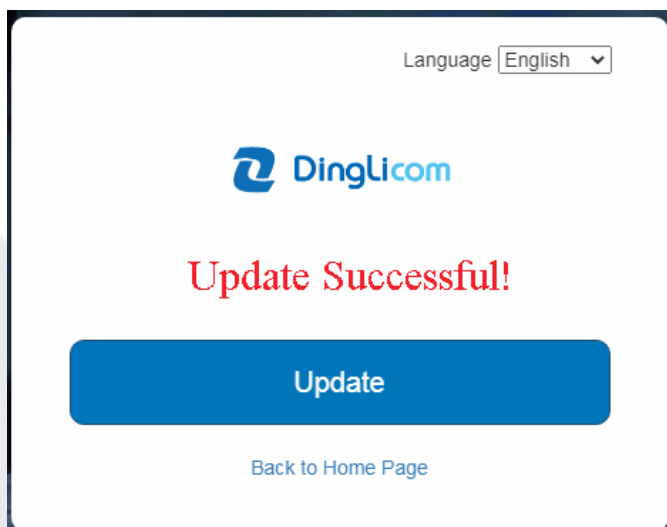 Language English
Dinglicom
Update Successful!
Update
Back to Home Page